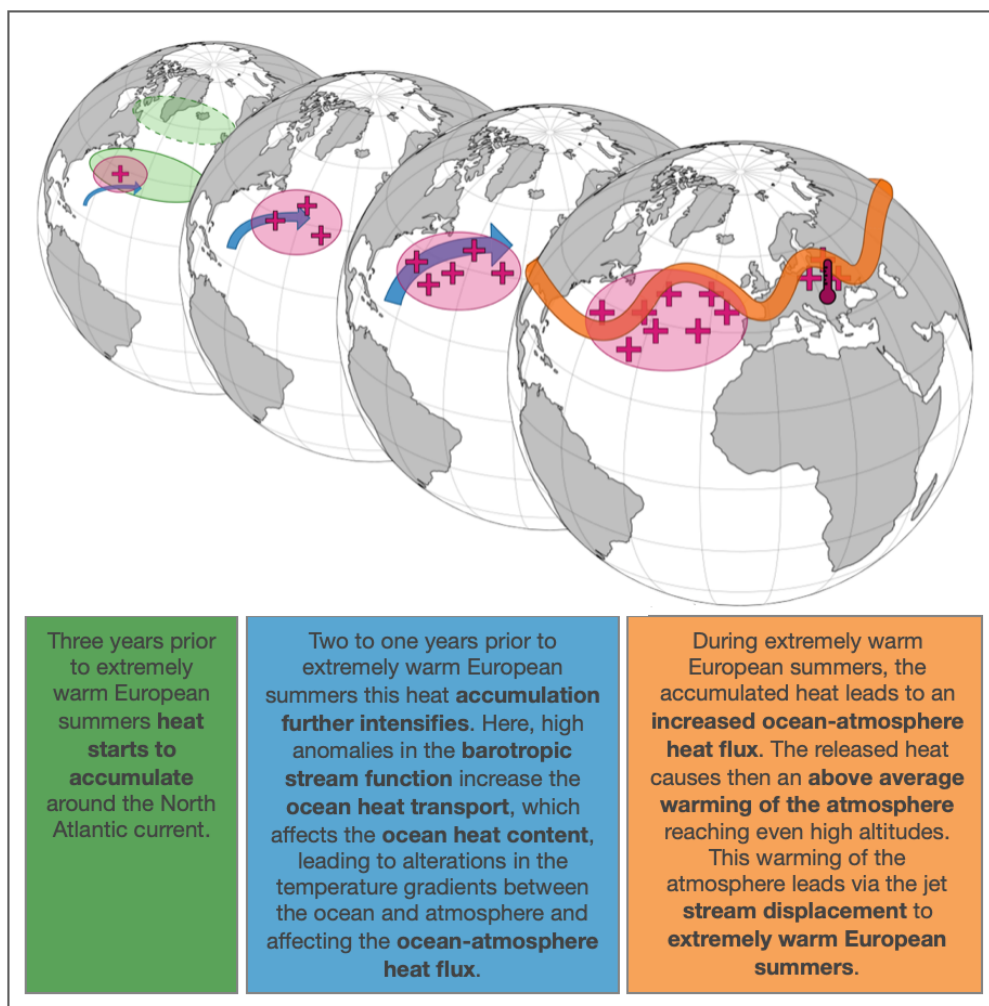 Three years prior
to extremely
warm European
summers heat
starts to
accumulate
around the North
Atlantic current.
Two to one years prior to
extremely warm European
summers this heat accumulation
further intensifies. Here, high
anomalies in the barotropic
stream function increase the
ocean heat transport, which
affects the ocean heat content,
leading to alterations in the
temperature gradients between
the ocean and atmosphere and
affecting the ocean-atmosphere
heat flux.
During extremely warm
European summers, the
accumulated heat leads to an
increased ocean-atmosphere
heat flux. The released heat
causes then an above average
warming of the atmosphere
reaching even high altitudes.
This warming of the
atmosphere leads via the jet
stream displacement to
extremely warm European
summers.